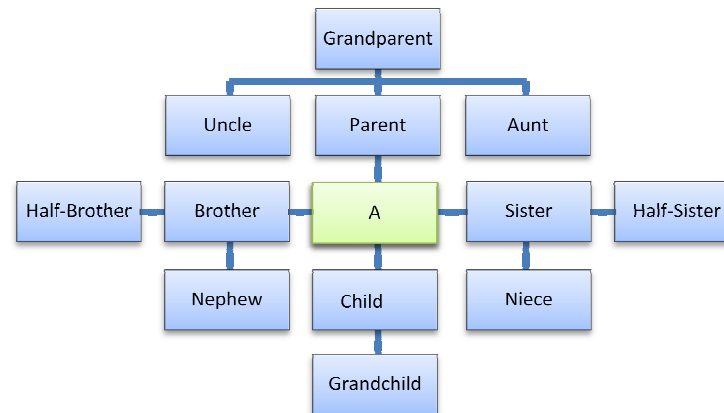 Grandparent
Uncle
Parent
Aunt
Half-Brother
Brother
A
Sister
Half-Sister
Nephew
Child
Niece
Grandchild